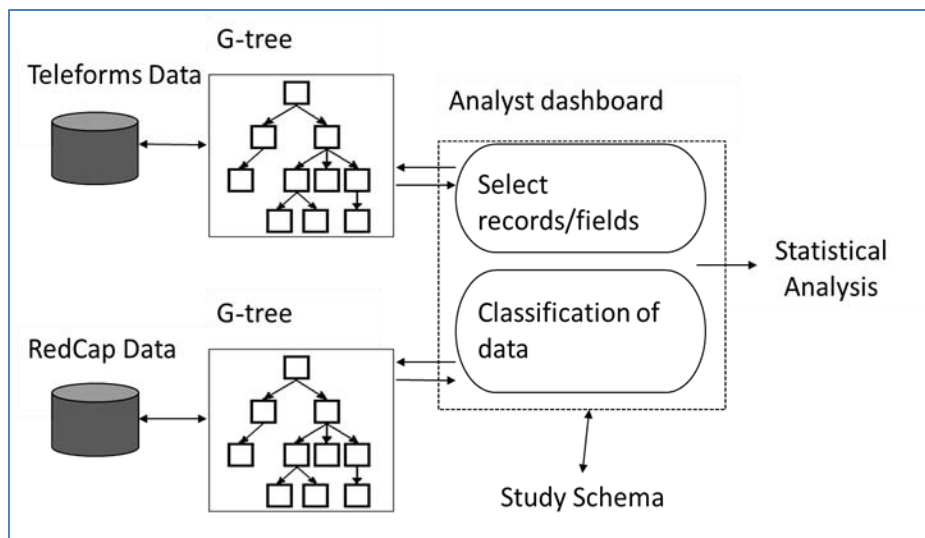 G-tree
Teleforms Data
Analyst dashboard
Select
records/fields
Statistical
Analysis
G-tree
Classification of
data
RedCap Data
Study Schema